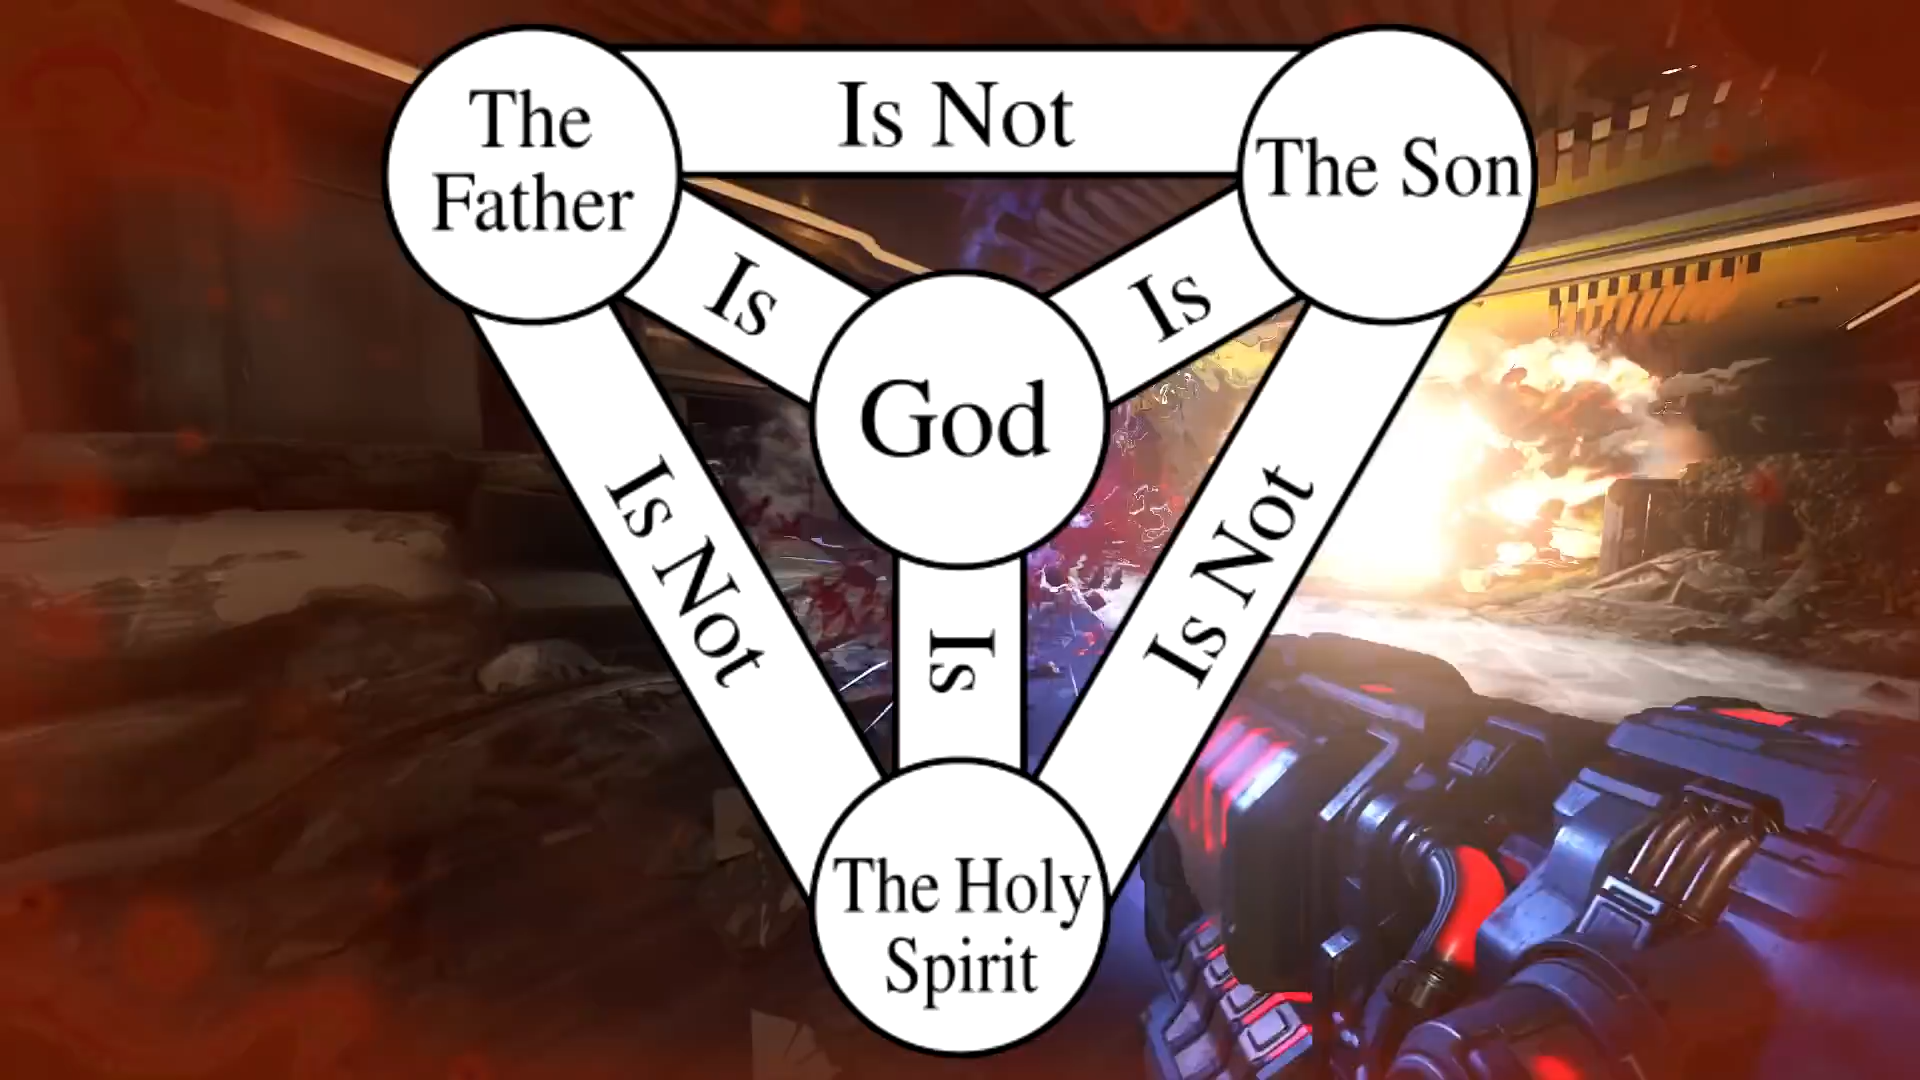 The
Father
Is Not
The Son
Is
Is
God
Is Not
Is
Is Not
The Holy
Spirit